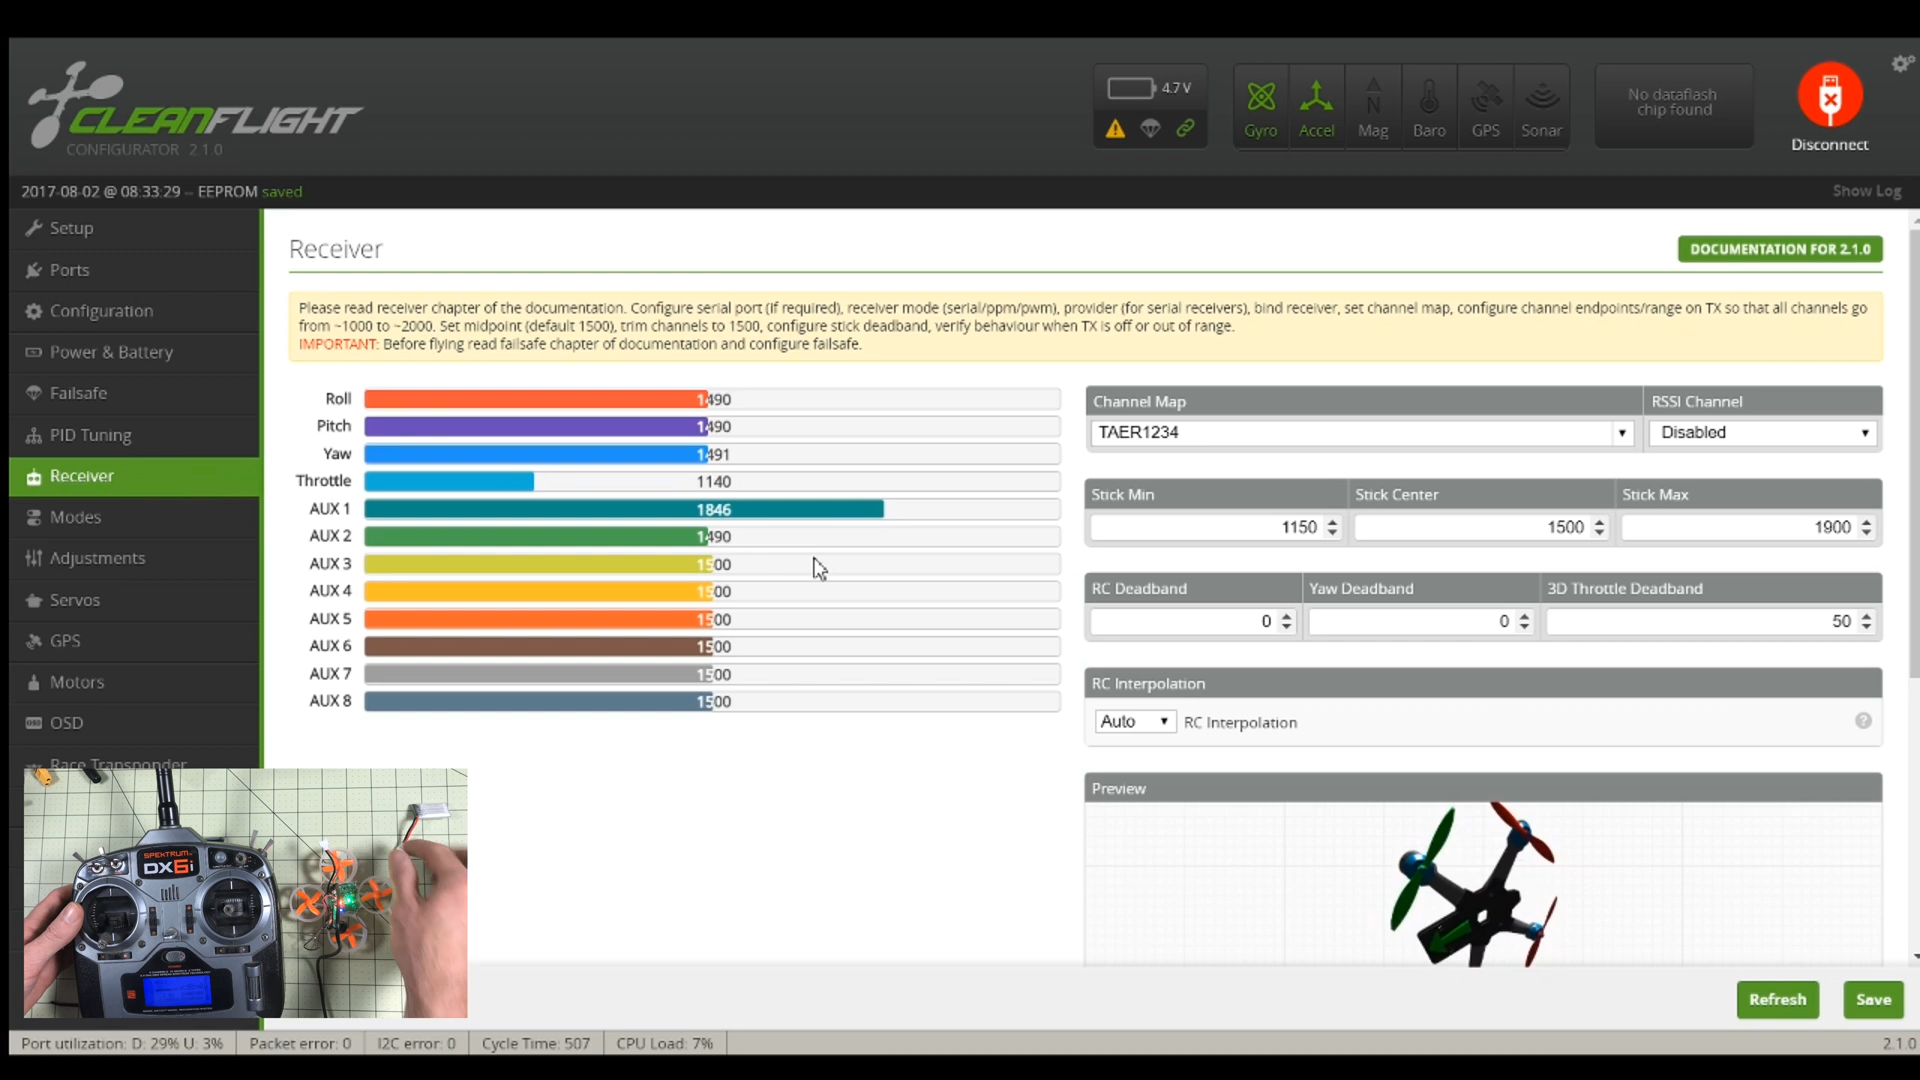 CLEANFLIGHT
CONFIGURATOR 2.1.0
4.7 V
Gyro Accel Mag Baro GPS Sonar
N
No dataflash
chip found
Disconnect
2017-08-02 @ 08:33:29 -- EEPROM saved
Show Log
Setup
Ports
Configuration
Power & Battery
Failsafe
PID Tuning
Receiver
Modes
Adjustments
Servos
GPS
Motors
OSD
Race Transponder
Receiver
DOCUMENTATION FOR 2.1.0
Please read receiver chapter of the documentation. Configure serial port (if required), receiver mode (serial/ppm/pwm), provider (for serial receivers), bind receiver, set channel map, configure channel endpoints/range on TX so that all channels go
from ~1000 to ~2000. Set midpoint (default 1500), trim channels to 1500, configure stick deadband, verify behaviour when TX is off or out of range.
IMPORTANT: Before flying read failsafe chapter of documentation and configure failsafe.
Roll 1490
Pitch 1490
Yaw 1491
Throttle 1140
AUX 1 1846
AUX 2 1490
AUX 3 1500
AUX 4 1500
AUX 5 1500
AUX 6 1500
AUX 7 1500
AUX 8 1500
Channel Map RSSI Channel
TAER1234 Disabled
Stick Min Stick Center Stick Max
1150 1500 1900
RC Deadband Yaw Deadband 3D Throttle Deadband
0 0 50
RC Interpolation
Auto RC Interpolation
Preview
SPEKTRUM
DX6i
Refresh Save
Port utilization: D: 29% U: 3% Packet error: 0 I2C error: 0 Cycle Time: 507 CPU Load: 7% 2.1.0